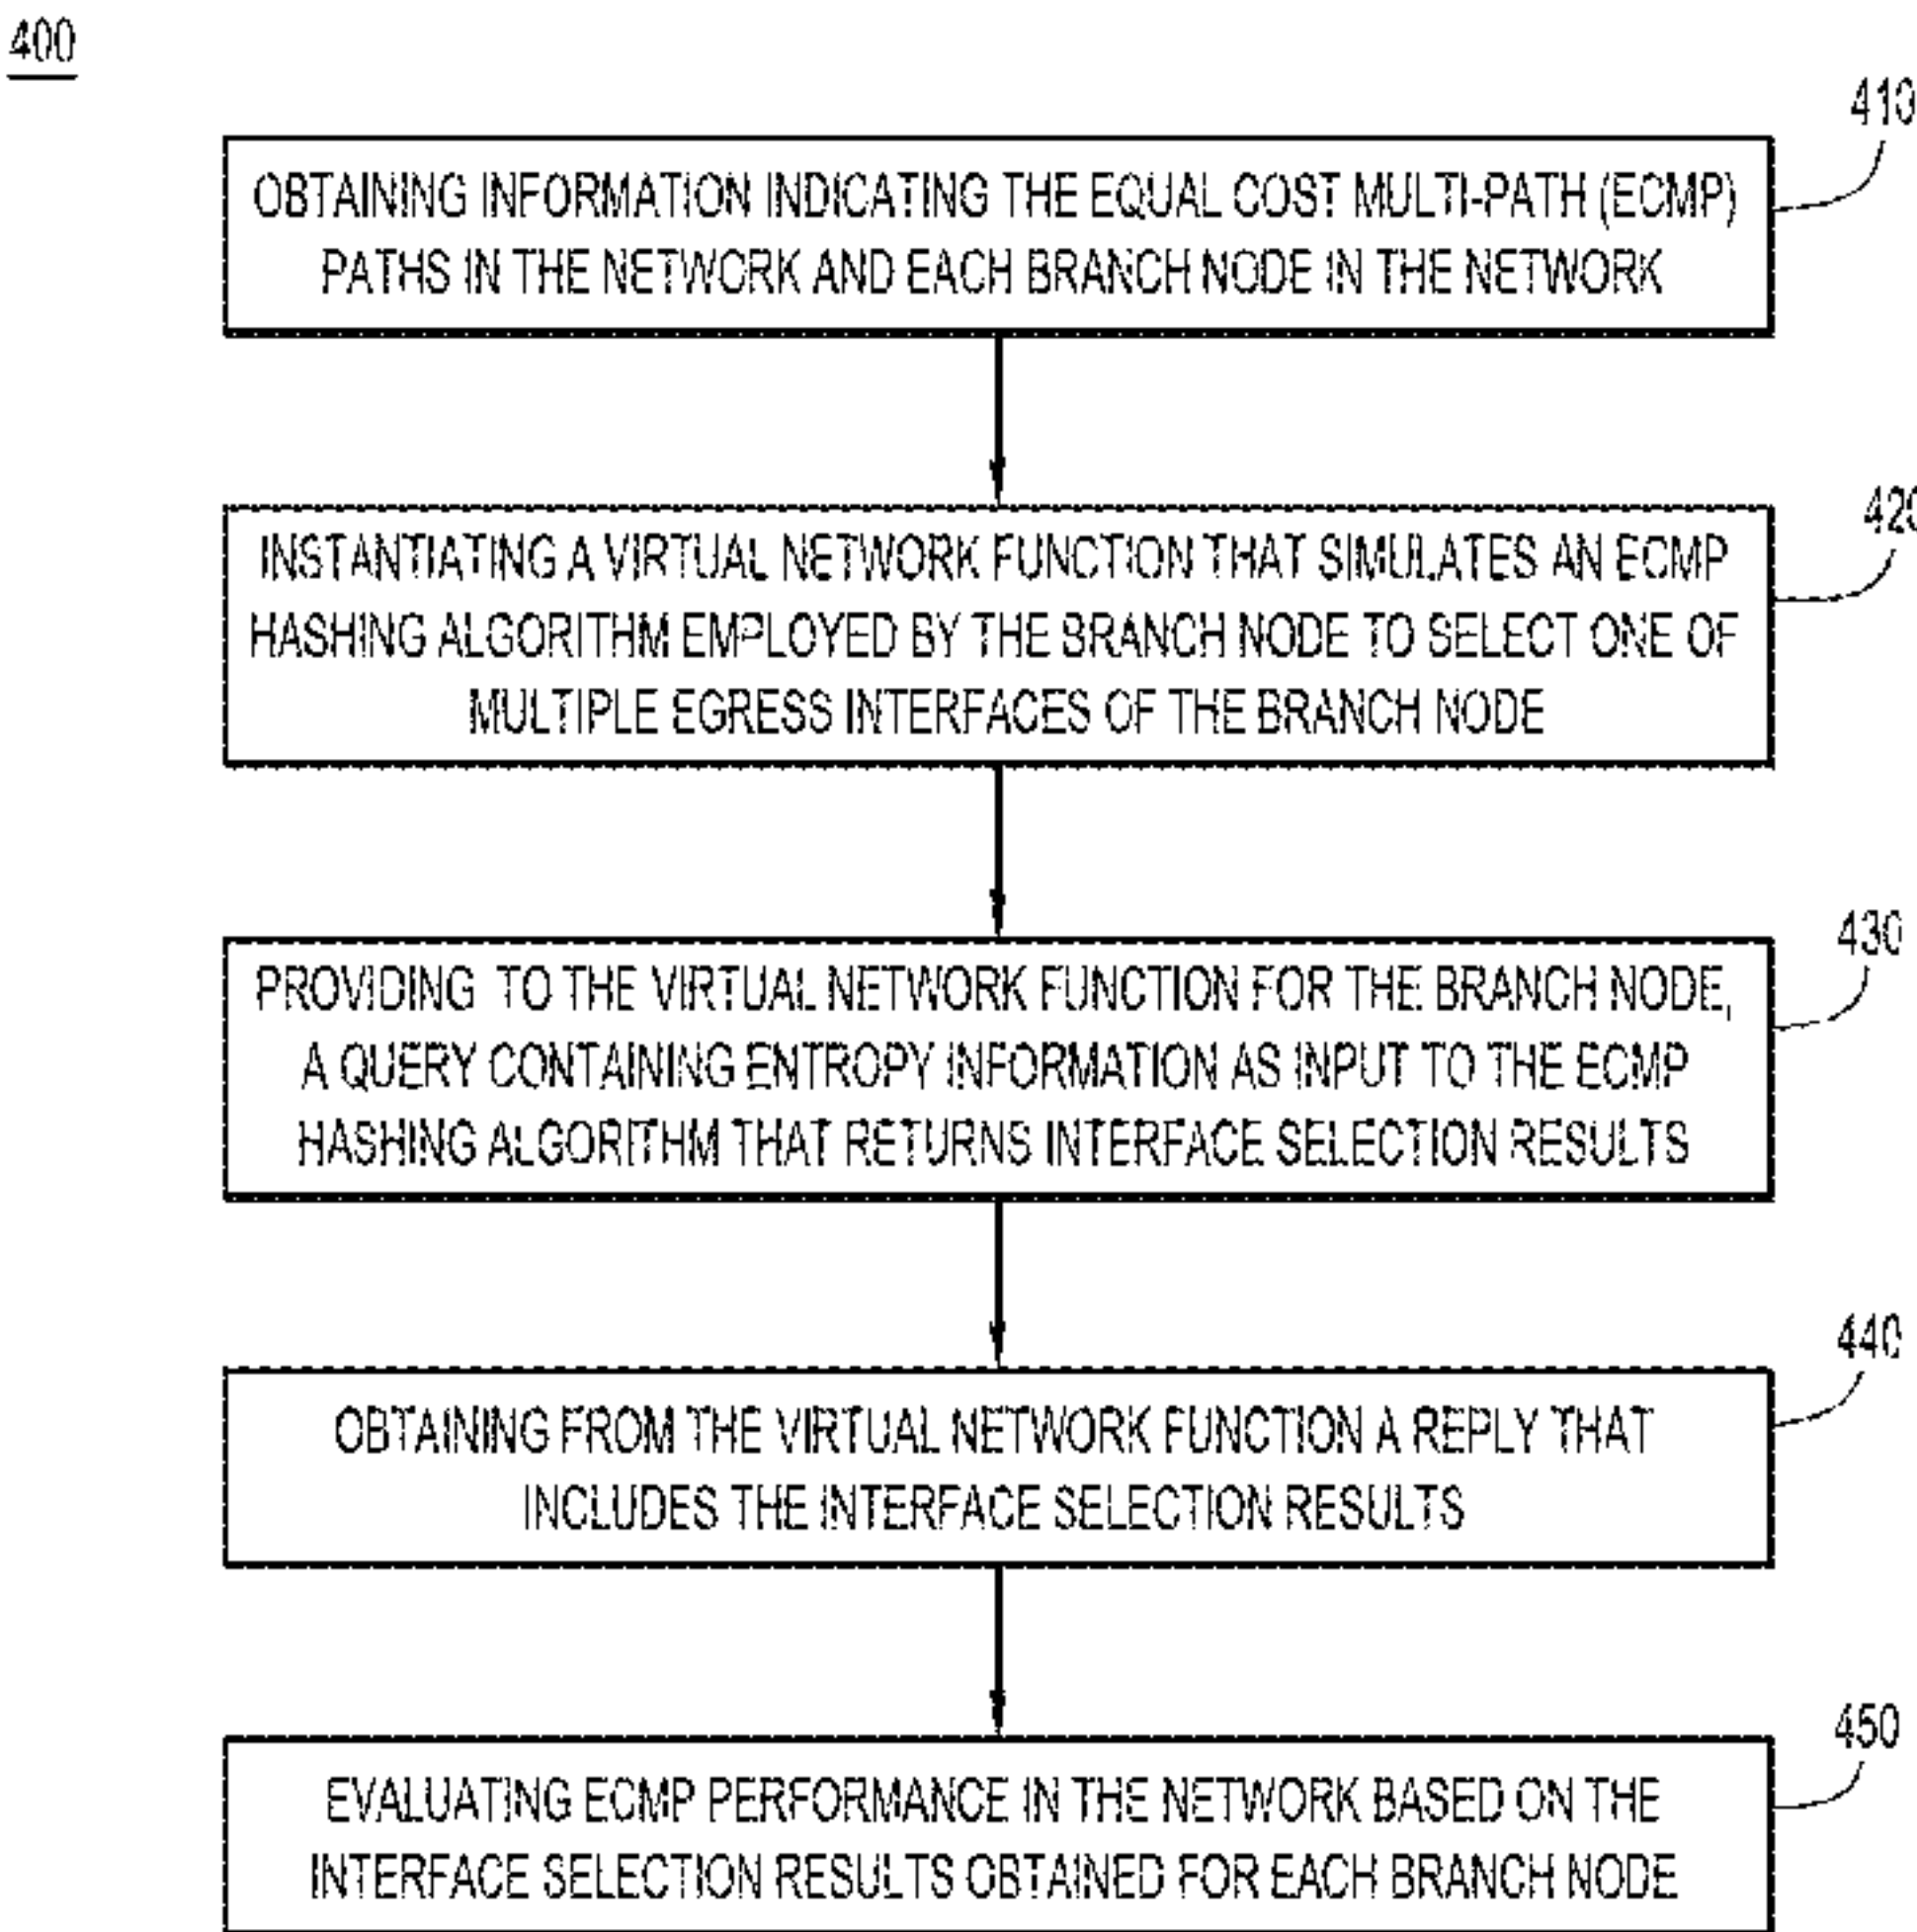 400
410
OBTAINING INFORMATION INDICATING THE EQUAL COST MULTI-PATH (ECMP)
PATHS IN THE NETWORK AND EACH BRANCH NODE IN THE NETWORK
420
INSTANTIATING A VIRTUAL NETWORK FUNCTION THAT SIMULATES AN ECMP
HASHING ALGORITHM EMPLOYED BY THE BRANCH NODE TO SELECT ONE OF
MULTIPLE EGRESS INTERFACES OF THE BRANCH NODE
430
PROVIDING TO THE VIRTUAL NETWORK FUNCTION FOR THE BRANCH NODE,
A QUERY CONTAINING ENTROPY INFORMATION AS INPUT TO THE ECMP
HASHING ALGORITHM THAT RETURNS INTERFACE SELECTION RESULTS
440
OBTAINING FROM THE VIRTUAL NETWORK FUNCTION A REPLY THAT
INCLUDES THE INTERFACE SELECTION RESULTS
450
EVALUATING ECMP PERFORMANCE IN THE NETWORK BASED ON THE
INTERFACE SELECTION RESULTS OBTAINED FOR EACH BRANCH NODE